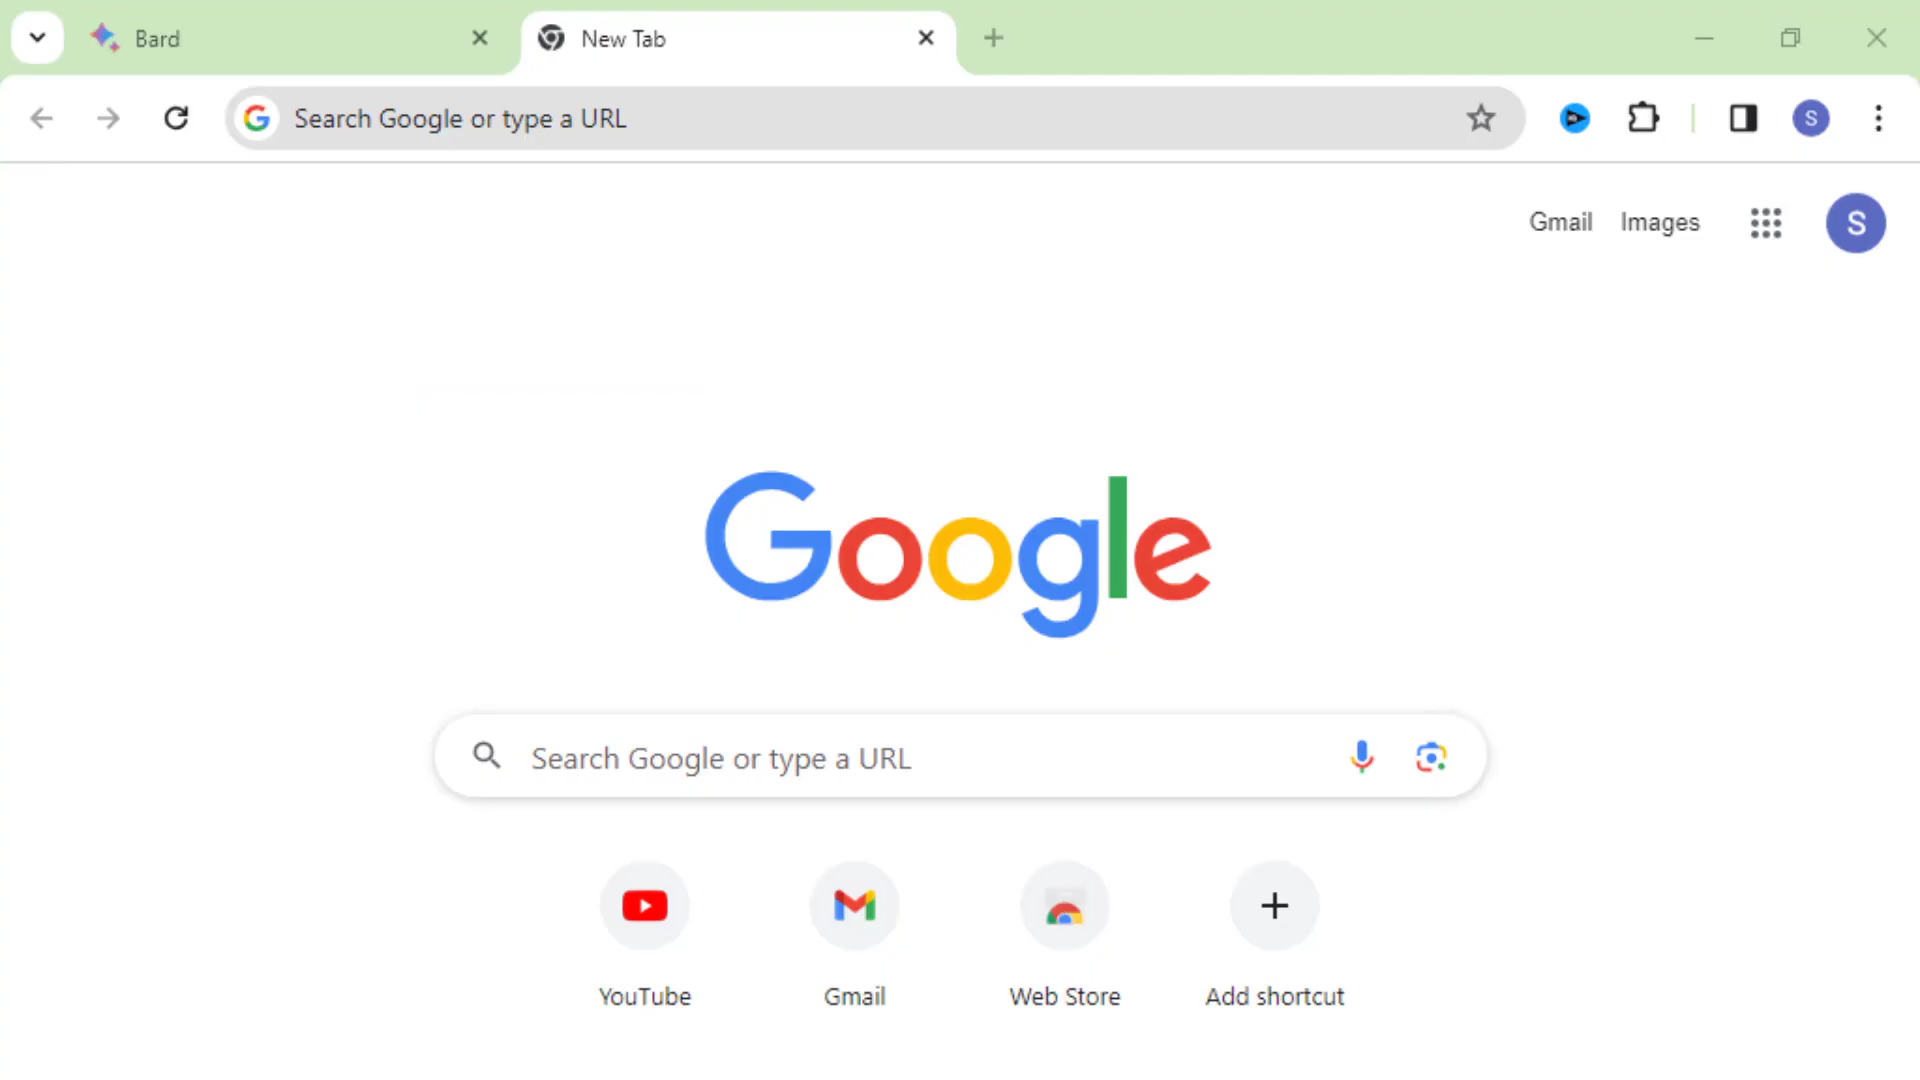 Bard
New Tab
Search Google or type a URL
S
Gmail Images
S
Google
Search Google or type a URL
YouTube
Gmail
Web Store
Add shortcut